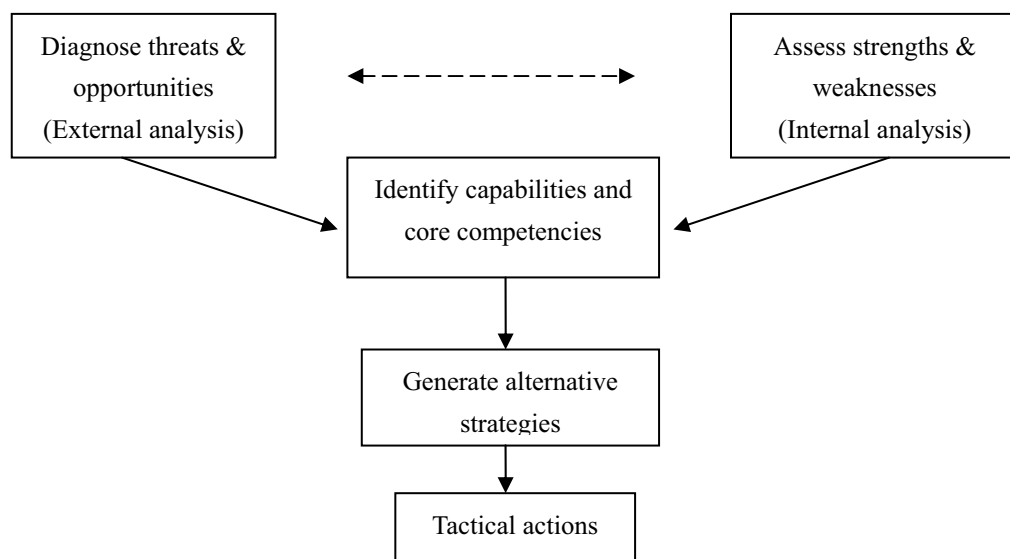 Diagnose threats &
opportunities
(External analysis)
Assess strengths &
weaknesses
(Internal analysis)
Identify capabilities and
core competencies
Generate alternative
strategies
Tactical actions